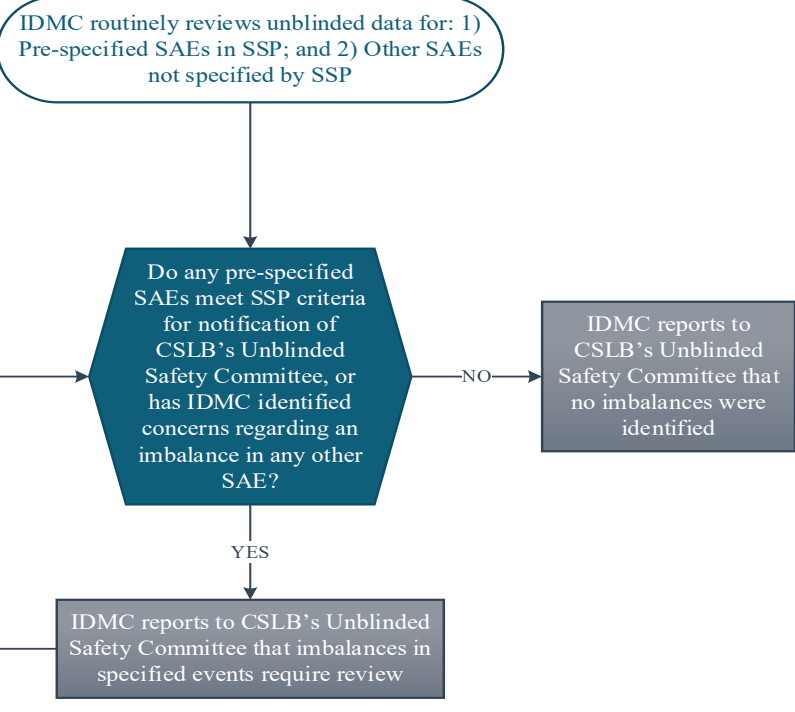 IDMC routinely reviews unblinded data for: 1)
Pre-specified SAEs in SSP; and 2) Other SAEs
not specified by SSP
Do any pre-specified
SAEs meet SSP criteria
for notification of
CSLB’s Unblinded
Safety Committee, or
has IDMC identified
concerns regarding an
imbalance in any other
SAE?
NO
IDMC reports to
CSLB’s Unblinded
Safety Committee that
no imbalances were
identified
YES
IDMC reports to CSLB’s Unblinded
Safety Committee that imbalances in
specified events require review